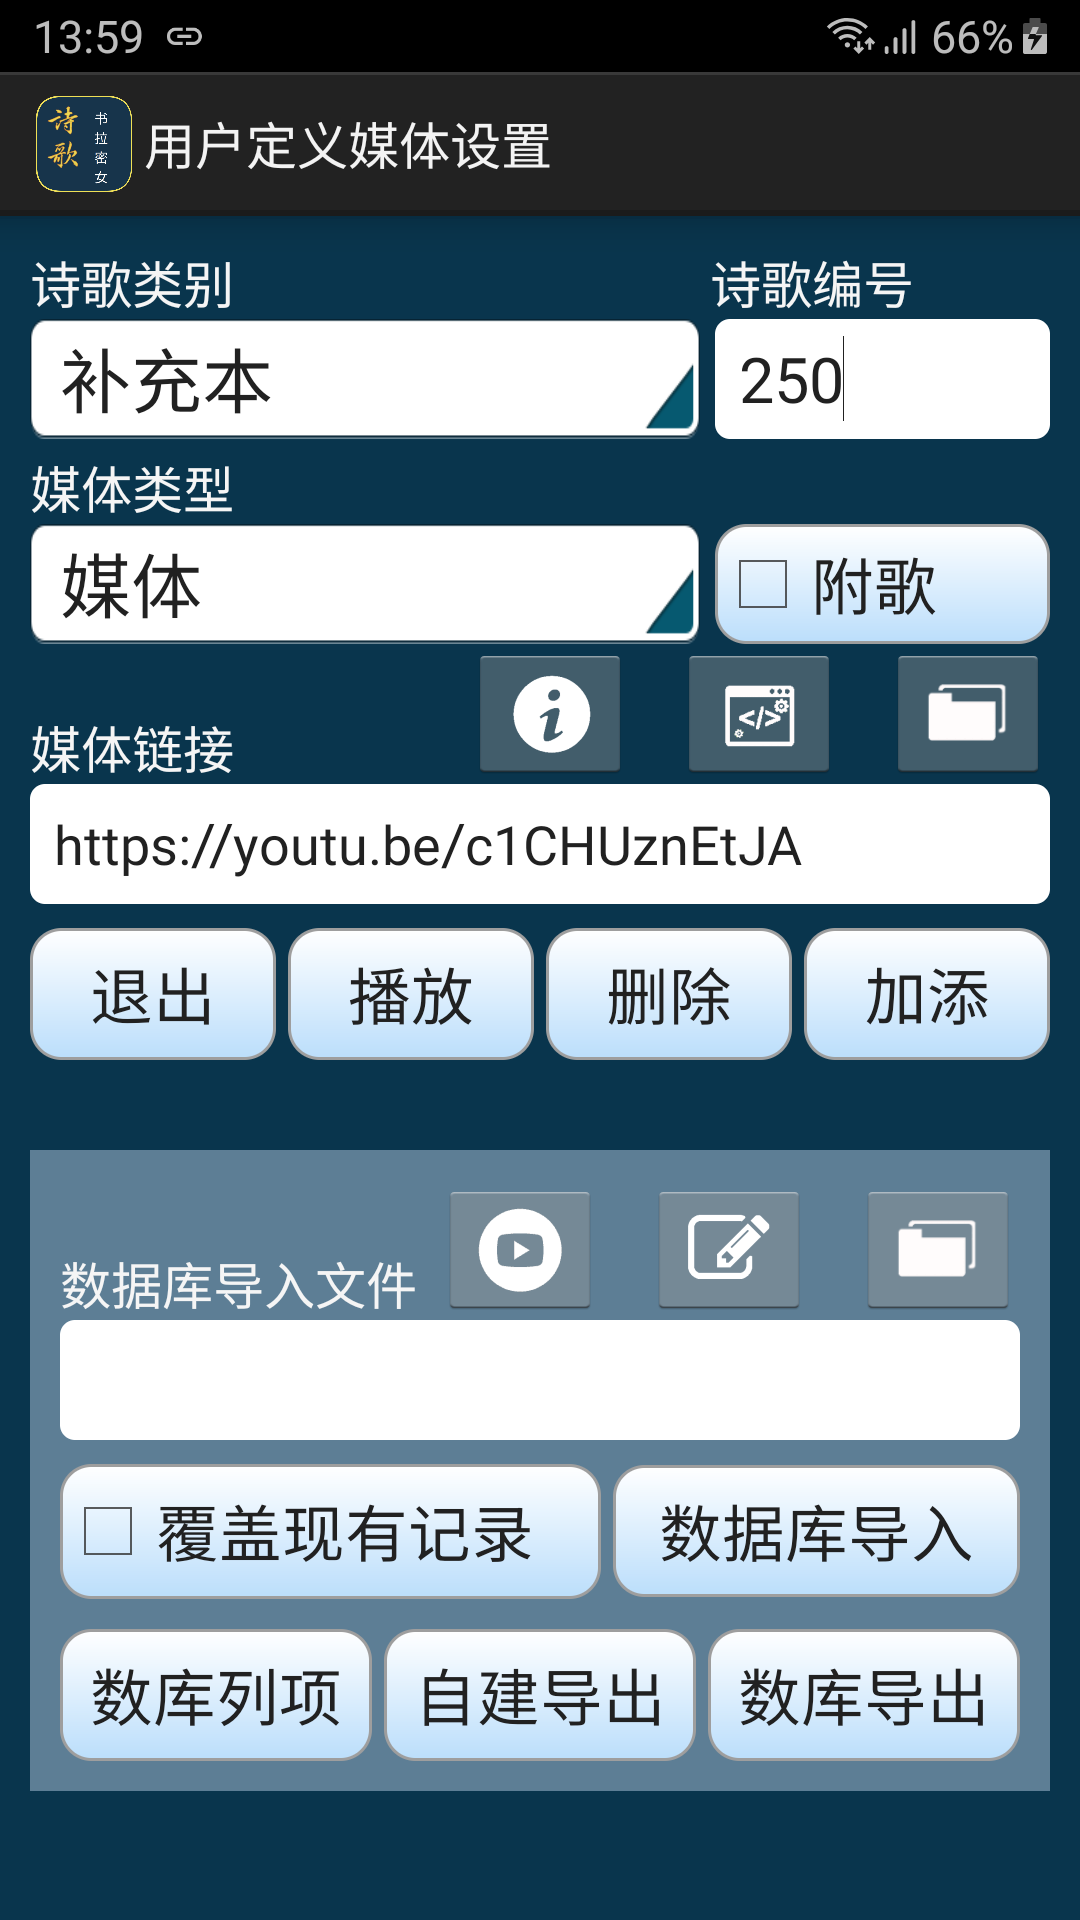 13:59
66%
诗歌
书拉密女
用户定义媒体设置
诗歌类别
诗歌编号
补充本
250
媒体类型
媒体
附歌
媒体链接
https://youtu.be/c1CHUznEtJA
退出
播放
删除
加添
数据库导入文件
覆盖现有记录
数据库导入
数库列项
自建导出
数库导出